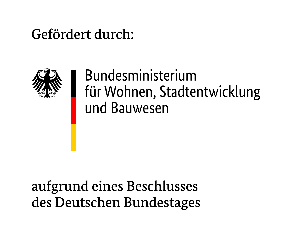 Gefördert durch:
Bundesministerium
für Wohnen, Stadtentwicklung
und Bauwesen
aufgrund eines Beschlusses
des Deutschen Bundestages